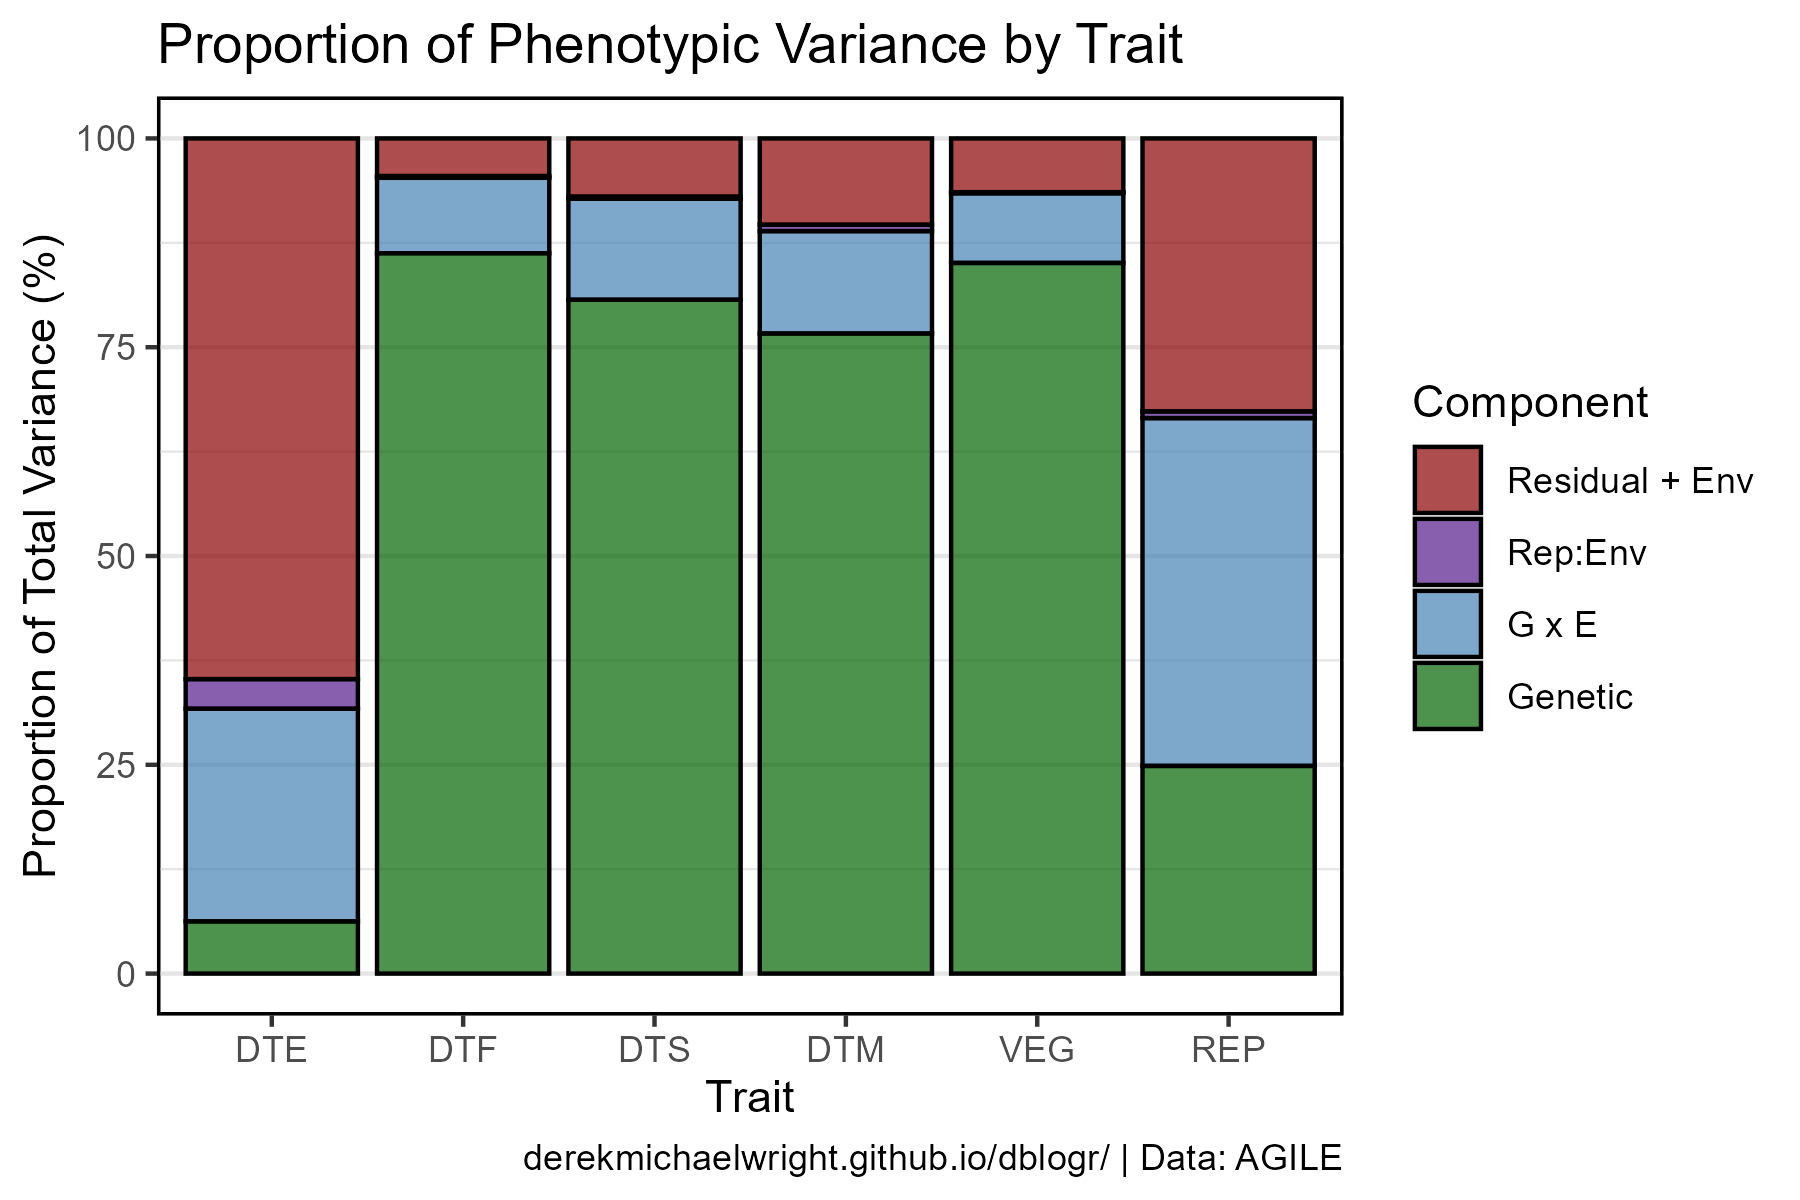 Proportion of Phenotypic Variance by Trait
Proportion of Total Variance (%)
100
75
50
25
0
DTE DTF DTS DTM VEG REP
Trait
Component
Residual + Env
Rep:Env
G x E
Genetic
derekmichaelwright.github.io/dblogr/ | Data: AGILE